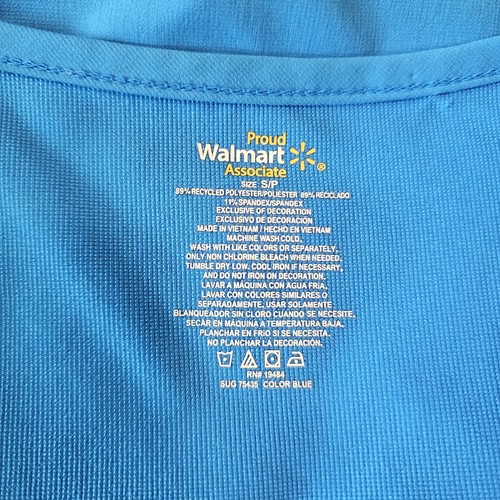 Proud
Walmart ®
Associate
SIZE S/P
89% RECYCLED POLYESTER/POLIÉSTER 89% RECICLADO
11% SPANDEX/SPANDEX
EXCLUSIVE OF DECORATION
EXCLUSIVO DE DECORACIÓN
MADE IN VIETNAM / HECHO EN VIETNAM
MACHINE WASH COLD.
WASH WITH LIKE COLORS OR SEPARATELY.
ONLY NON CHLORINE BLEACH WHEN NEEDED.
TUMBLE DRY LOW. COOL IRON IF NECESSARY,
AND DO NOT IRON ON DECORATION.
LAVAR A MÁQUINA CON AGUA FRIA.
LAVAR CON COLORES SIMILARES O
SEPARADAMENTE. USAR SOLAMENTE
BLANQUEADOR SIN CLORO CUANDO SE NECESITE.
SECAR EN MÁQUINA A TEMPERATURA BAJA.
PLANCHAR EN FRIO SI SE NECESITA.
NO PLANCHAR LA DECORACIÓN.
RN# 19484
SUG 75435 COLOR BLUE